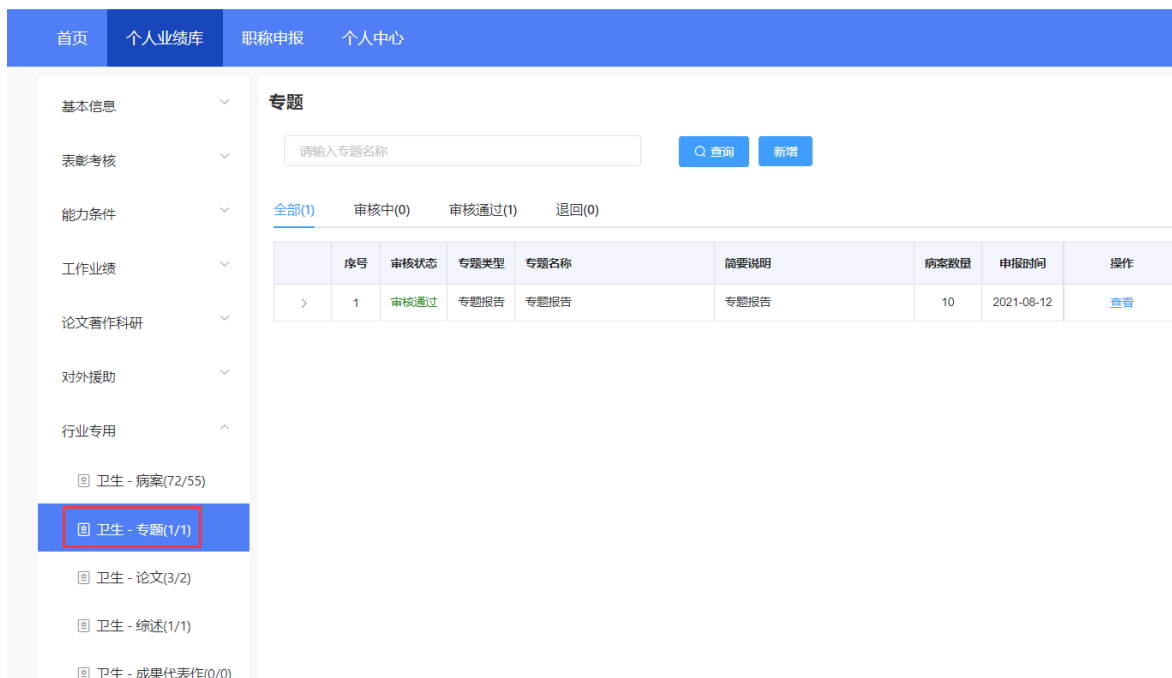 首页 个人业绩库 职称申报 个人中心
基本信息
表彰考核
能力条件
工作业绩
论文著作科研
对外援助
行业专用
卫生 - 病案(72/55)
卫生 - 专题(1/1)
卫生 - 论文(3/2)
卫生 - 综述(1/1)
卫生 - 成果代表作(0/0)
专题
请输入专题名称 查询 新增
全部(1) 审核中(0) 审核通过(1) 退回(0)
序号 审核状态 专题类型 专题名称 简要说明 病案数量 申报时间 操作
1 审核通过 专题报告 专题报告 专题报告 10 2021-08-12 查看